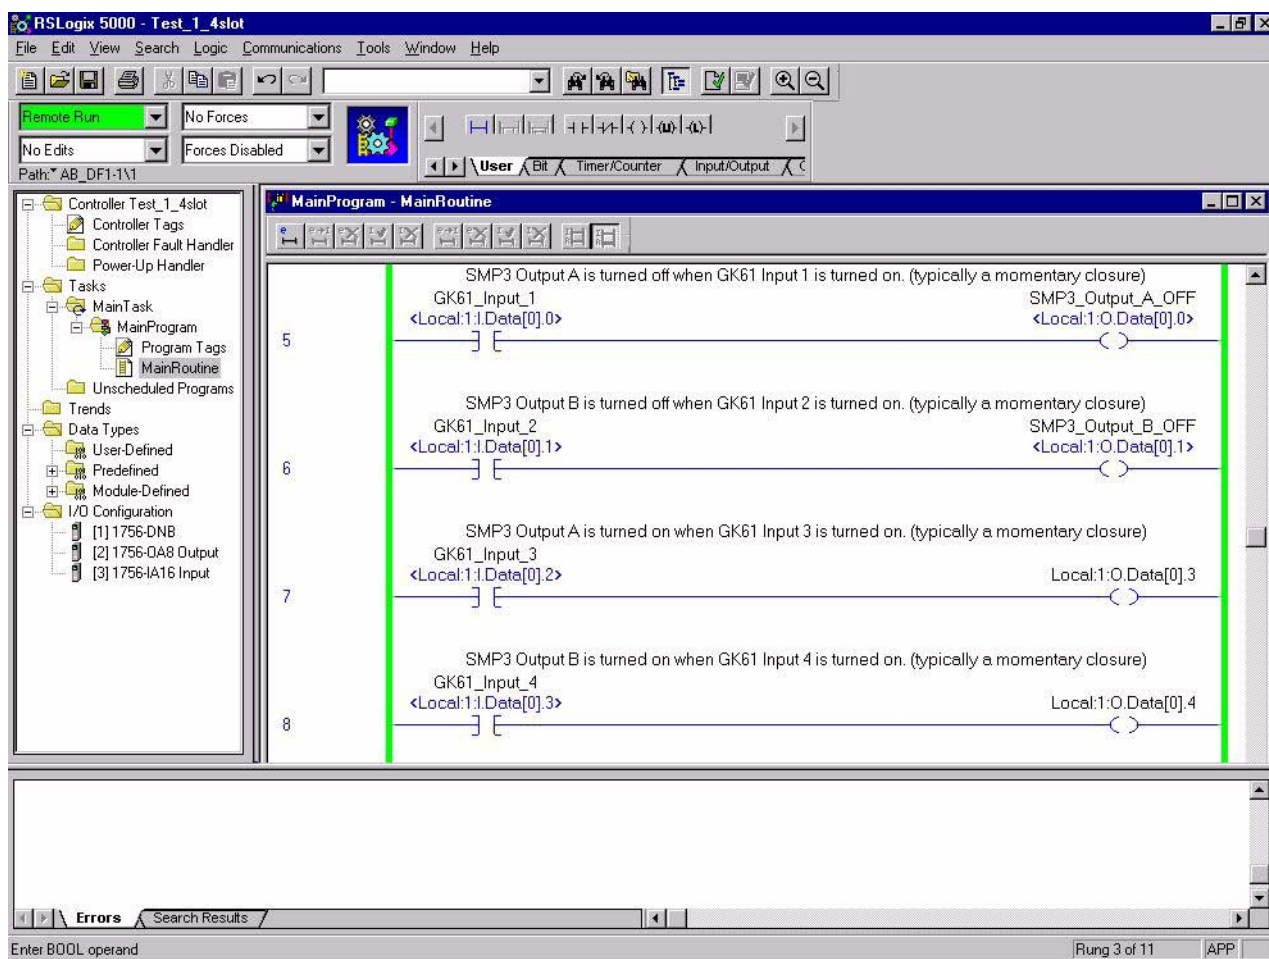 RSLogix 5000 - Test_1_4slot
File Edit View Search Logic Communications Tools Window Help
Remote Run
No Forces
No Edits
Forces Disabled
Path:* AB_DF1-1\1
User Bit Timer/Counter Input/Output
Controller Test_1_4slot
Controller Tags
Controller Fault Handler
Power-Up Handler
Tasks
MainTask
MainProgram
Program Tags
MainRoutine
Unscheduled Programs
Trends
Data Types
User-Defined
Predefined
Module-Defined
I/O Configuration
[1] 1756-DNB
[2] 1756-OA8 Output
[3] 1756-IA16 Input
MainProgram - MainRoutine
SMP3 Output A is turned off when GK61 Input 1 is turned on. (typically a momentary closure)
GK61_Input_1 SMP3_Output_A_OFF
<Local:1:I.Data[0].0> <Local:1:O.Data[0].0>
5
SMP3 Output B is turned off when GK61 Input 2 is turned on. (typically a momentary closure)
GK61_Input_2 SMP3_Output_B_OFF
<Local:1:I.Data[0].1> <Local:1:O.Data[0].1>
6
SMP3 Output A is turned on when GK61 Input 3 is turned on. (typically a momentary closure)
GK61_Input_3
<Local:1:I.Data[0].2> Local:1:O.Data[0].3
7
SMP3 Output B is turned on when GK61 Input 4 is turned on. (typically a momentary closure)
GK61_Input_4
<Local:1:I.Data[0].3> Local:1:O.Data[0].4
8
Errors Search Results
Enter BOOL operand Rung 3 of 11 APP